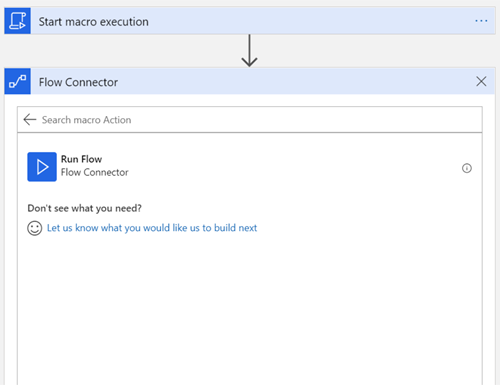 Start macro execution
Flow Connector
Search macro Action
Run Flow
Flow Connector
Don't see what you need?
Let us know what you would like us to build next